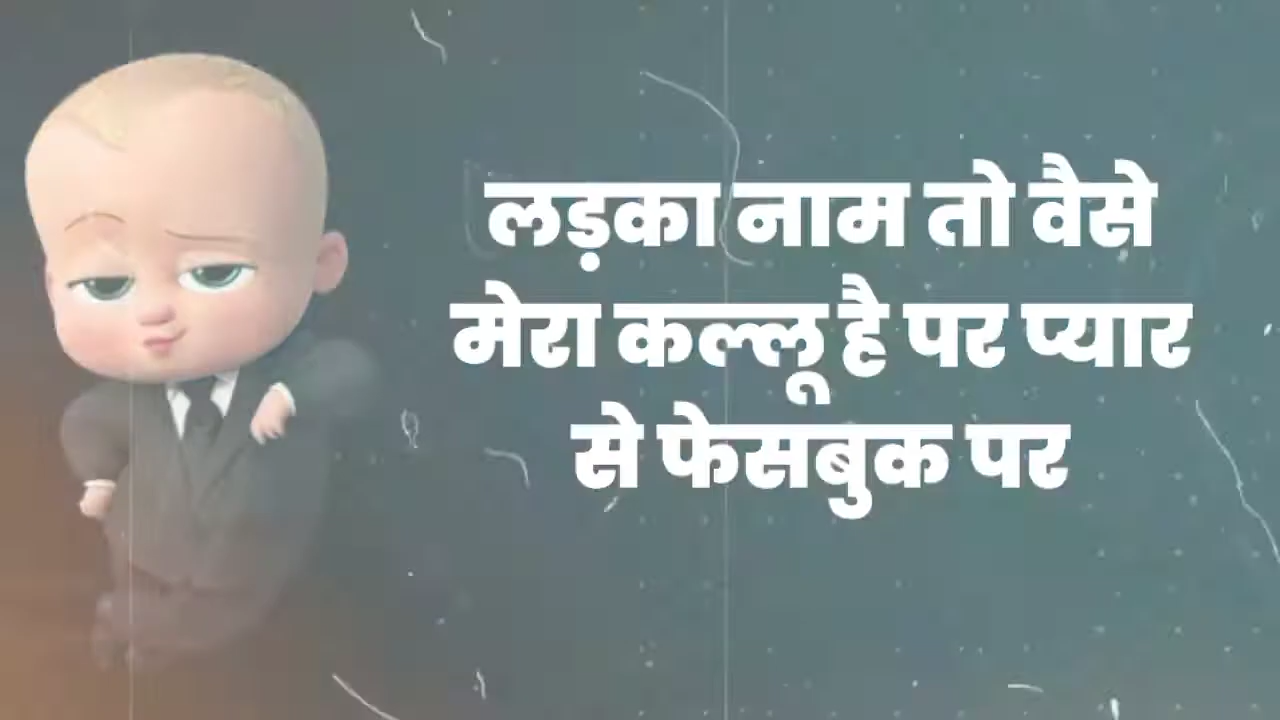 लड़का नाम तो वैसे
मेरा कल्लू है पर प्यार
से फेसबुक पर